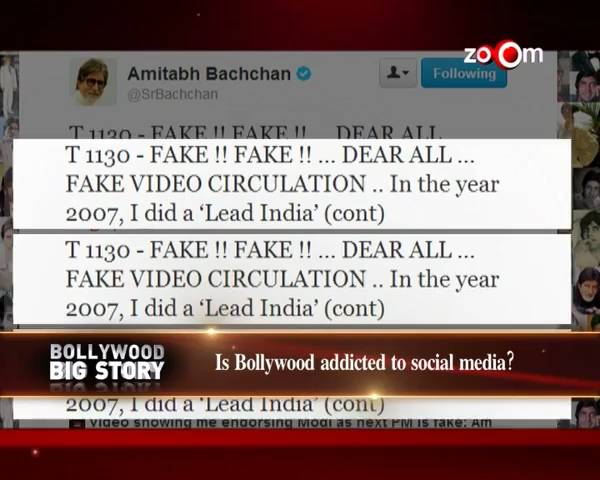 zoom
Amitabh Bachchan
@SrBachchan
Following
T 1130 - FAKE !! FAKE !! ... DEAR ALL
T 1130 - FAKE !! FAKE !! ... DEAR ALL ...
FAKE VIDEO CIRCULATION .. In the year
2007, I did a ‘Lead India’ (cont)
T 1130 - FAKE !! FAKE !! ... DEAR ALL ...
FAKE VIDEO CIRCULATION .. In the year
2007, I did a ‘Lead India’ (cont)
BOLLYWOOD
BIG STORY
Is Bollywood addicted to social media?
2007, I did a ‘Lead India’ (cont)
Video showing me endorsing Modi as next PM is fake: Am